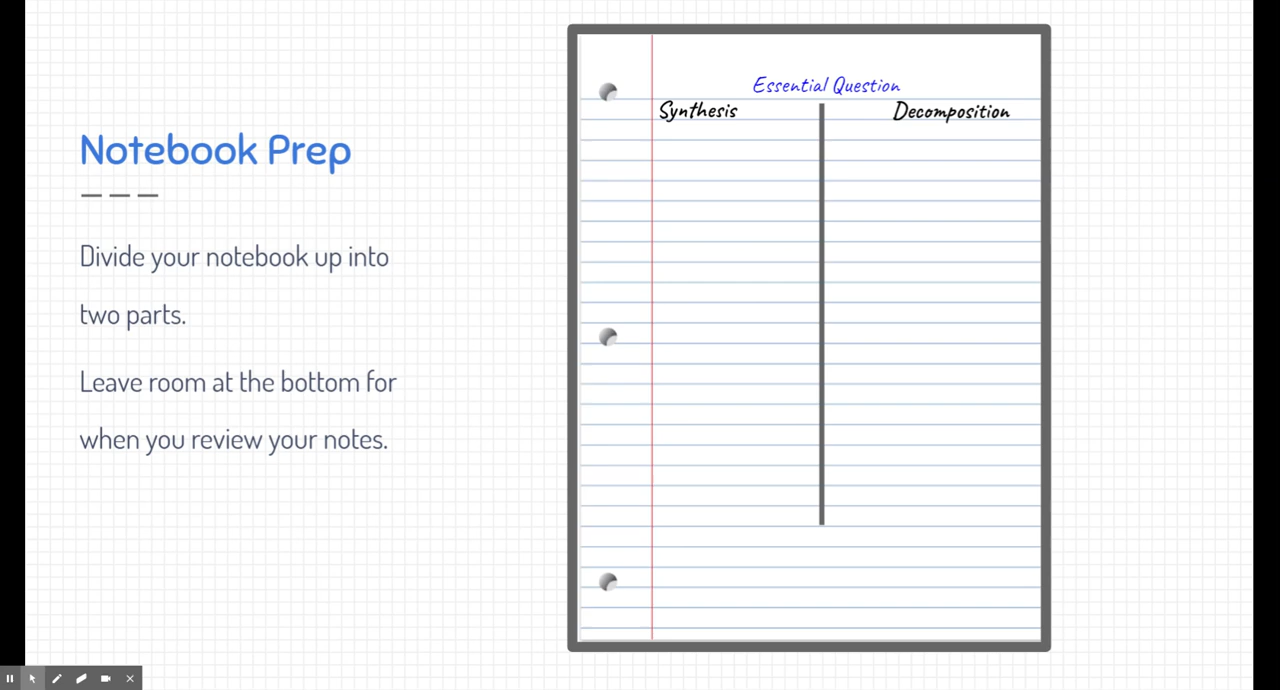 Notebook Prep
Divide your notebook up into
two parts.
Leave room at the bottom for
when you review your notes.
Essential Question
Synthesis
Decomposition